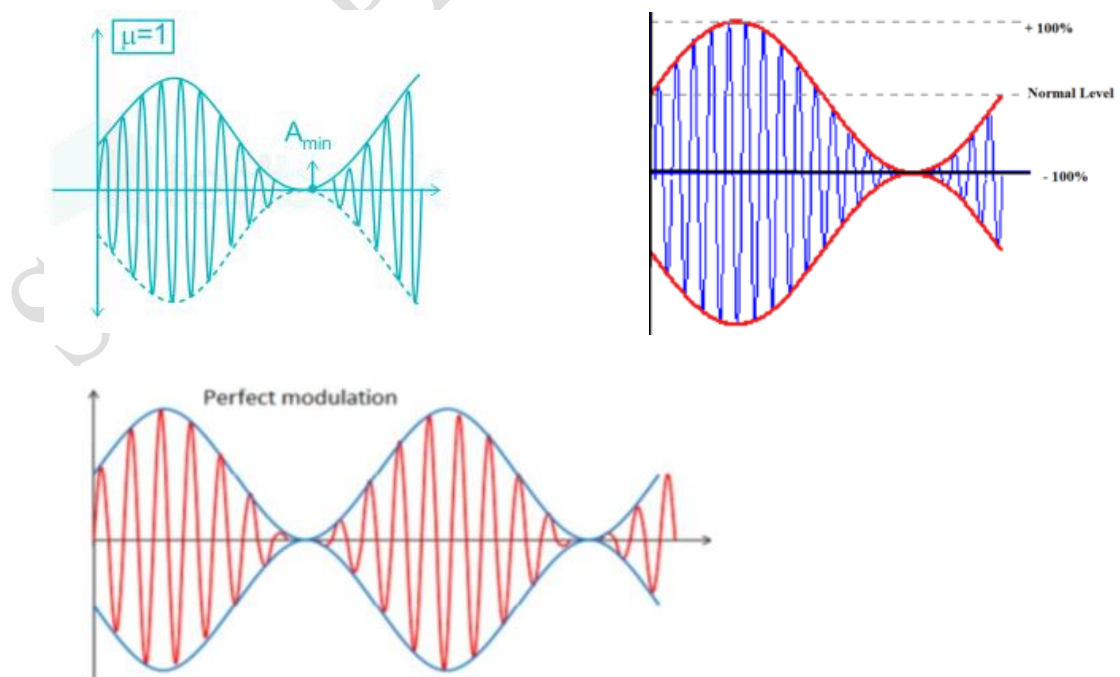 μ=1
A min
+ 100%
Normal Level
- 100%
Perfect modulation